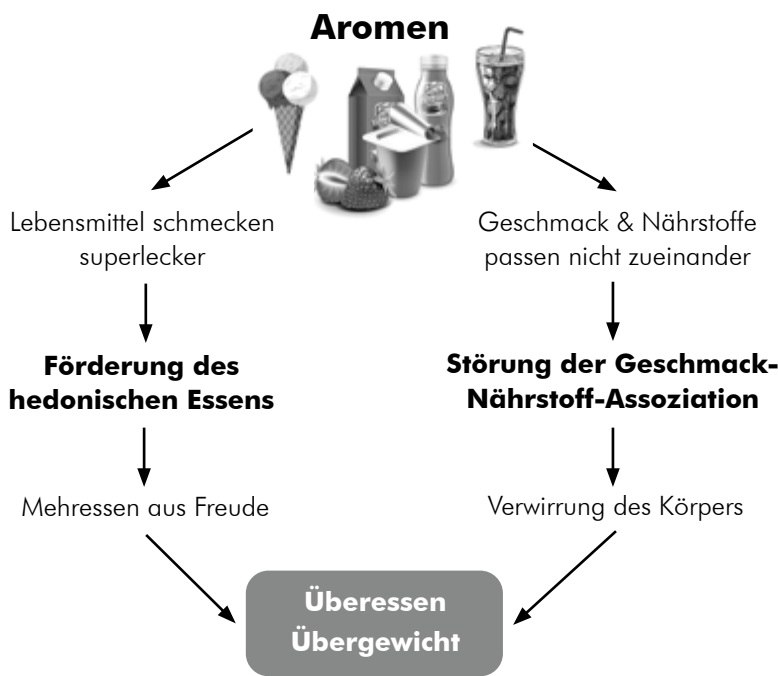 Aromen
Lebensmittel schmecken
superlecker
Förderung des
hedonischen Essens
Mehressen aus Freude
Geschmack & Nährstoffe
passen nicht zueinander
Störung der Geschmack-
Nährstoff-Assoziation
Verwirrung des Körpers
Überessen
Übergewicht